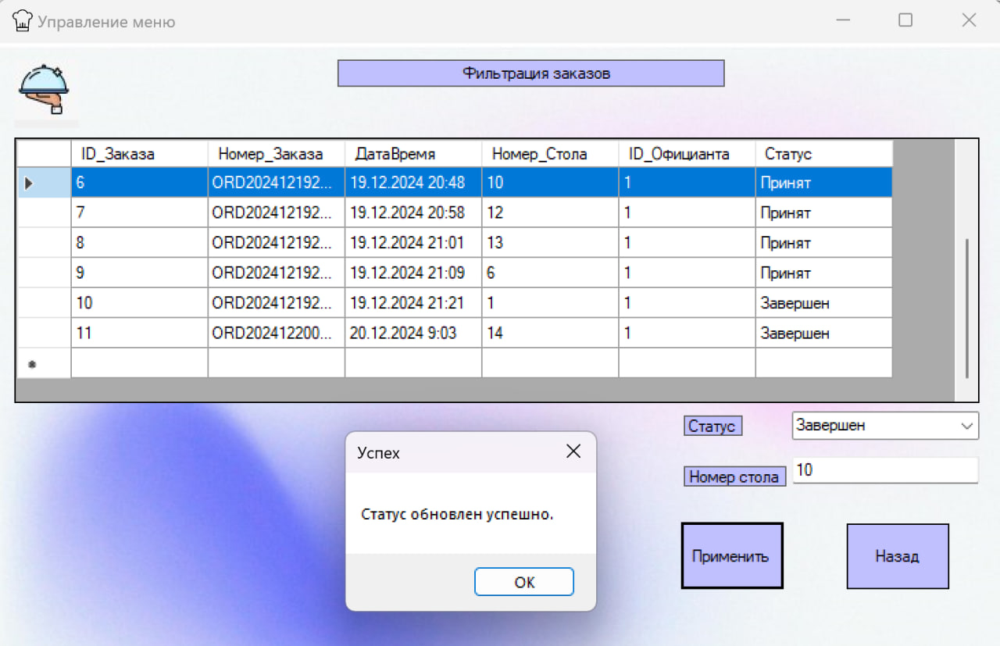 Управление меню
Фильтрация заказов
ID_Заказа Номер_Заказа ДатаВремя Номер_Стола ID_Официанта Статус
6 ORD202412192... 19.12.2024 20:48 10 1 Принят
7 ORD202412192... 19.12.2024 20:58 12 1 Принят
8 ORD202412192... 19.12.2024 21:01 13 1 Принят
9 ORD202412192... 19.12.2024 21:09 6 1 Принят
10 ORD202412192... 19.12.2024 21:21 1 1 Завершен
11 ORD202412200... 20.12.2024 9:03 14 1 Завершен
Статус Завершен
Номер стола 10
Успех
Статус обновлен успешно.
ОК
Применить Назад